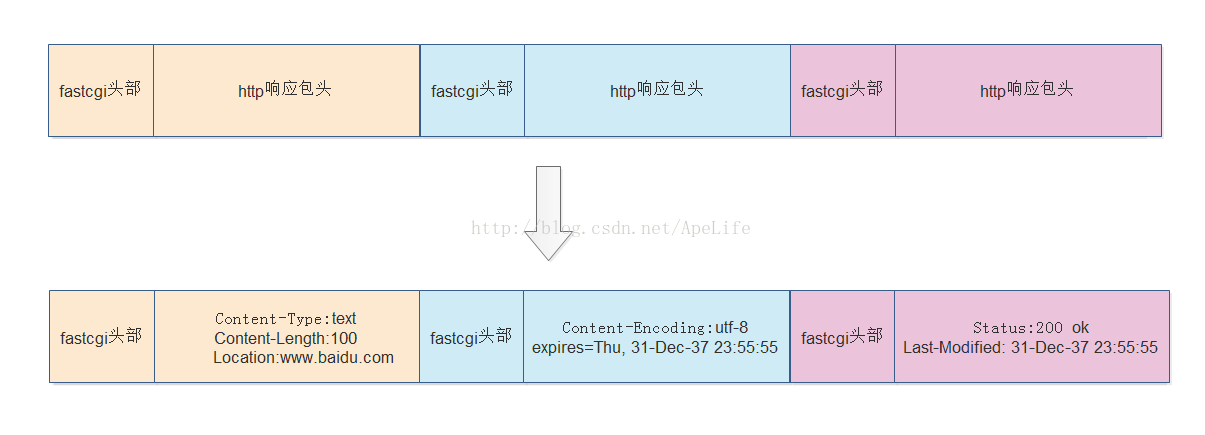 fastcgi头部
http响应包头
fastcgi头部
http响应包头
fastcgi头部
http响应包头
http://blog.csdn.net/ApeLife
fastcgi头部
Content-Type:text
Content-Length:100
Location:www.baidu.com
fastcgi头部
Content-Encoding:utf-8
expires=Thu, 31-Dec-37 23:55:55
fastcgi头部
Status:200 ok
Last-Modified: 31-Dec-37 23:55:55